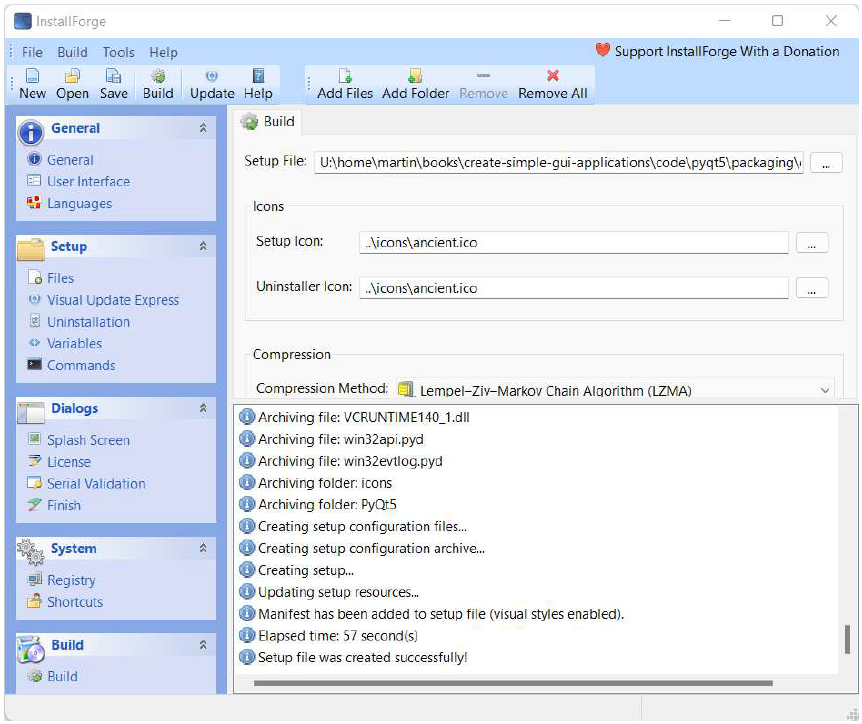 InstallForge
File Build Tools Help
Support InstallForge With a Donation
New Open Save Build Update Help Add Files Add Folder Remove Remove All
General
General
User Interface
Languages
Setup
Files
Visual Update Express
Uninstallation
Variables
Commands
Dialogs
Splash Screen
License
Serial Validation
Finish
System
Registry
Shortcuts
Build
Build
Build
Setup File: U:\home\martin\books\create-simple-gui-applications\code\pyqt5\packaging\ ...
Icons
Setup Icon: ..\icons\ancient.ico ...
Uninstaller Icon: ..\icons\ancient.ico ...
Compression
Compression Method: Lempel–Ziv–Markov Chain Algorithm (LZMA)
Archiving file: VCRUNTIME140_1.dll
Archiving file: win32api.pyd
Archiving file: win32evtlog.pyd
Archiving folder: icons
Archiving folder: PyQt5
Creating setup configuration files...
Creating setup configuration archive...
Creating setup...
Updating setup resources...
Manifest has been added to setup file (visual styles enabled).
Elapsed time: 57 second(s)
Setup file was created successfully!